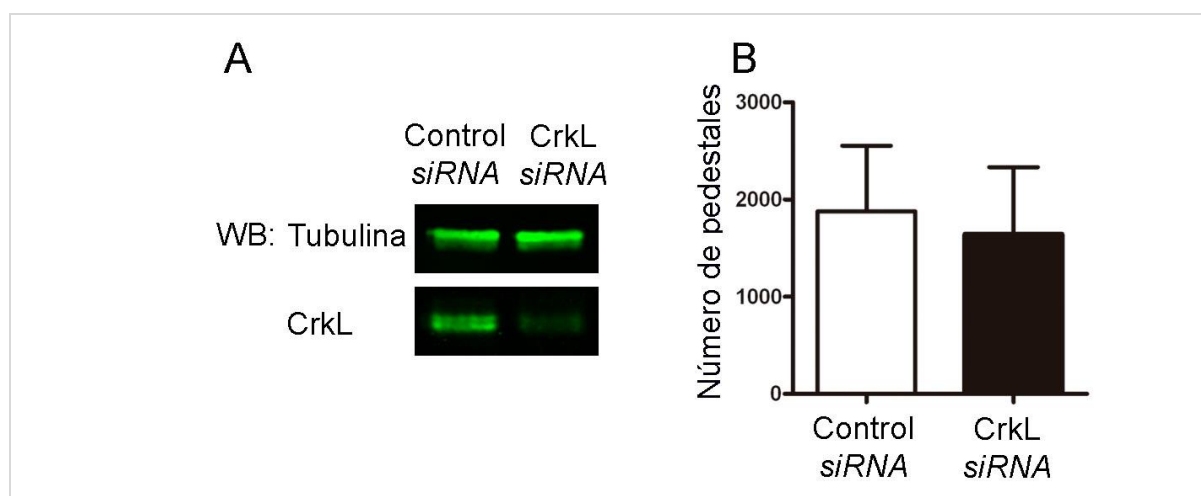 A
Control CrkL
siRNA siRNA
WB: Tubulina
CrkL
B
Número de pedestales
3000
2000
1000
0
Control CrkL
siRNA siRNA